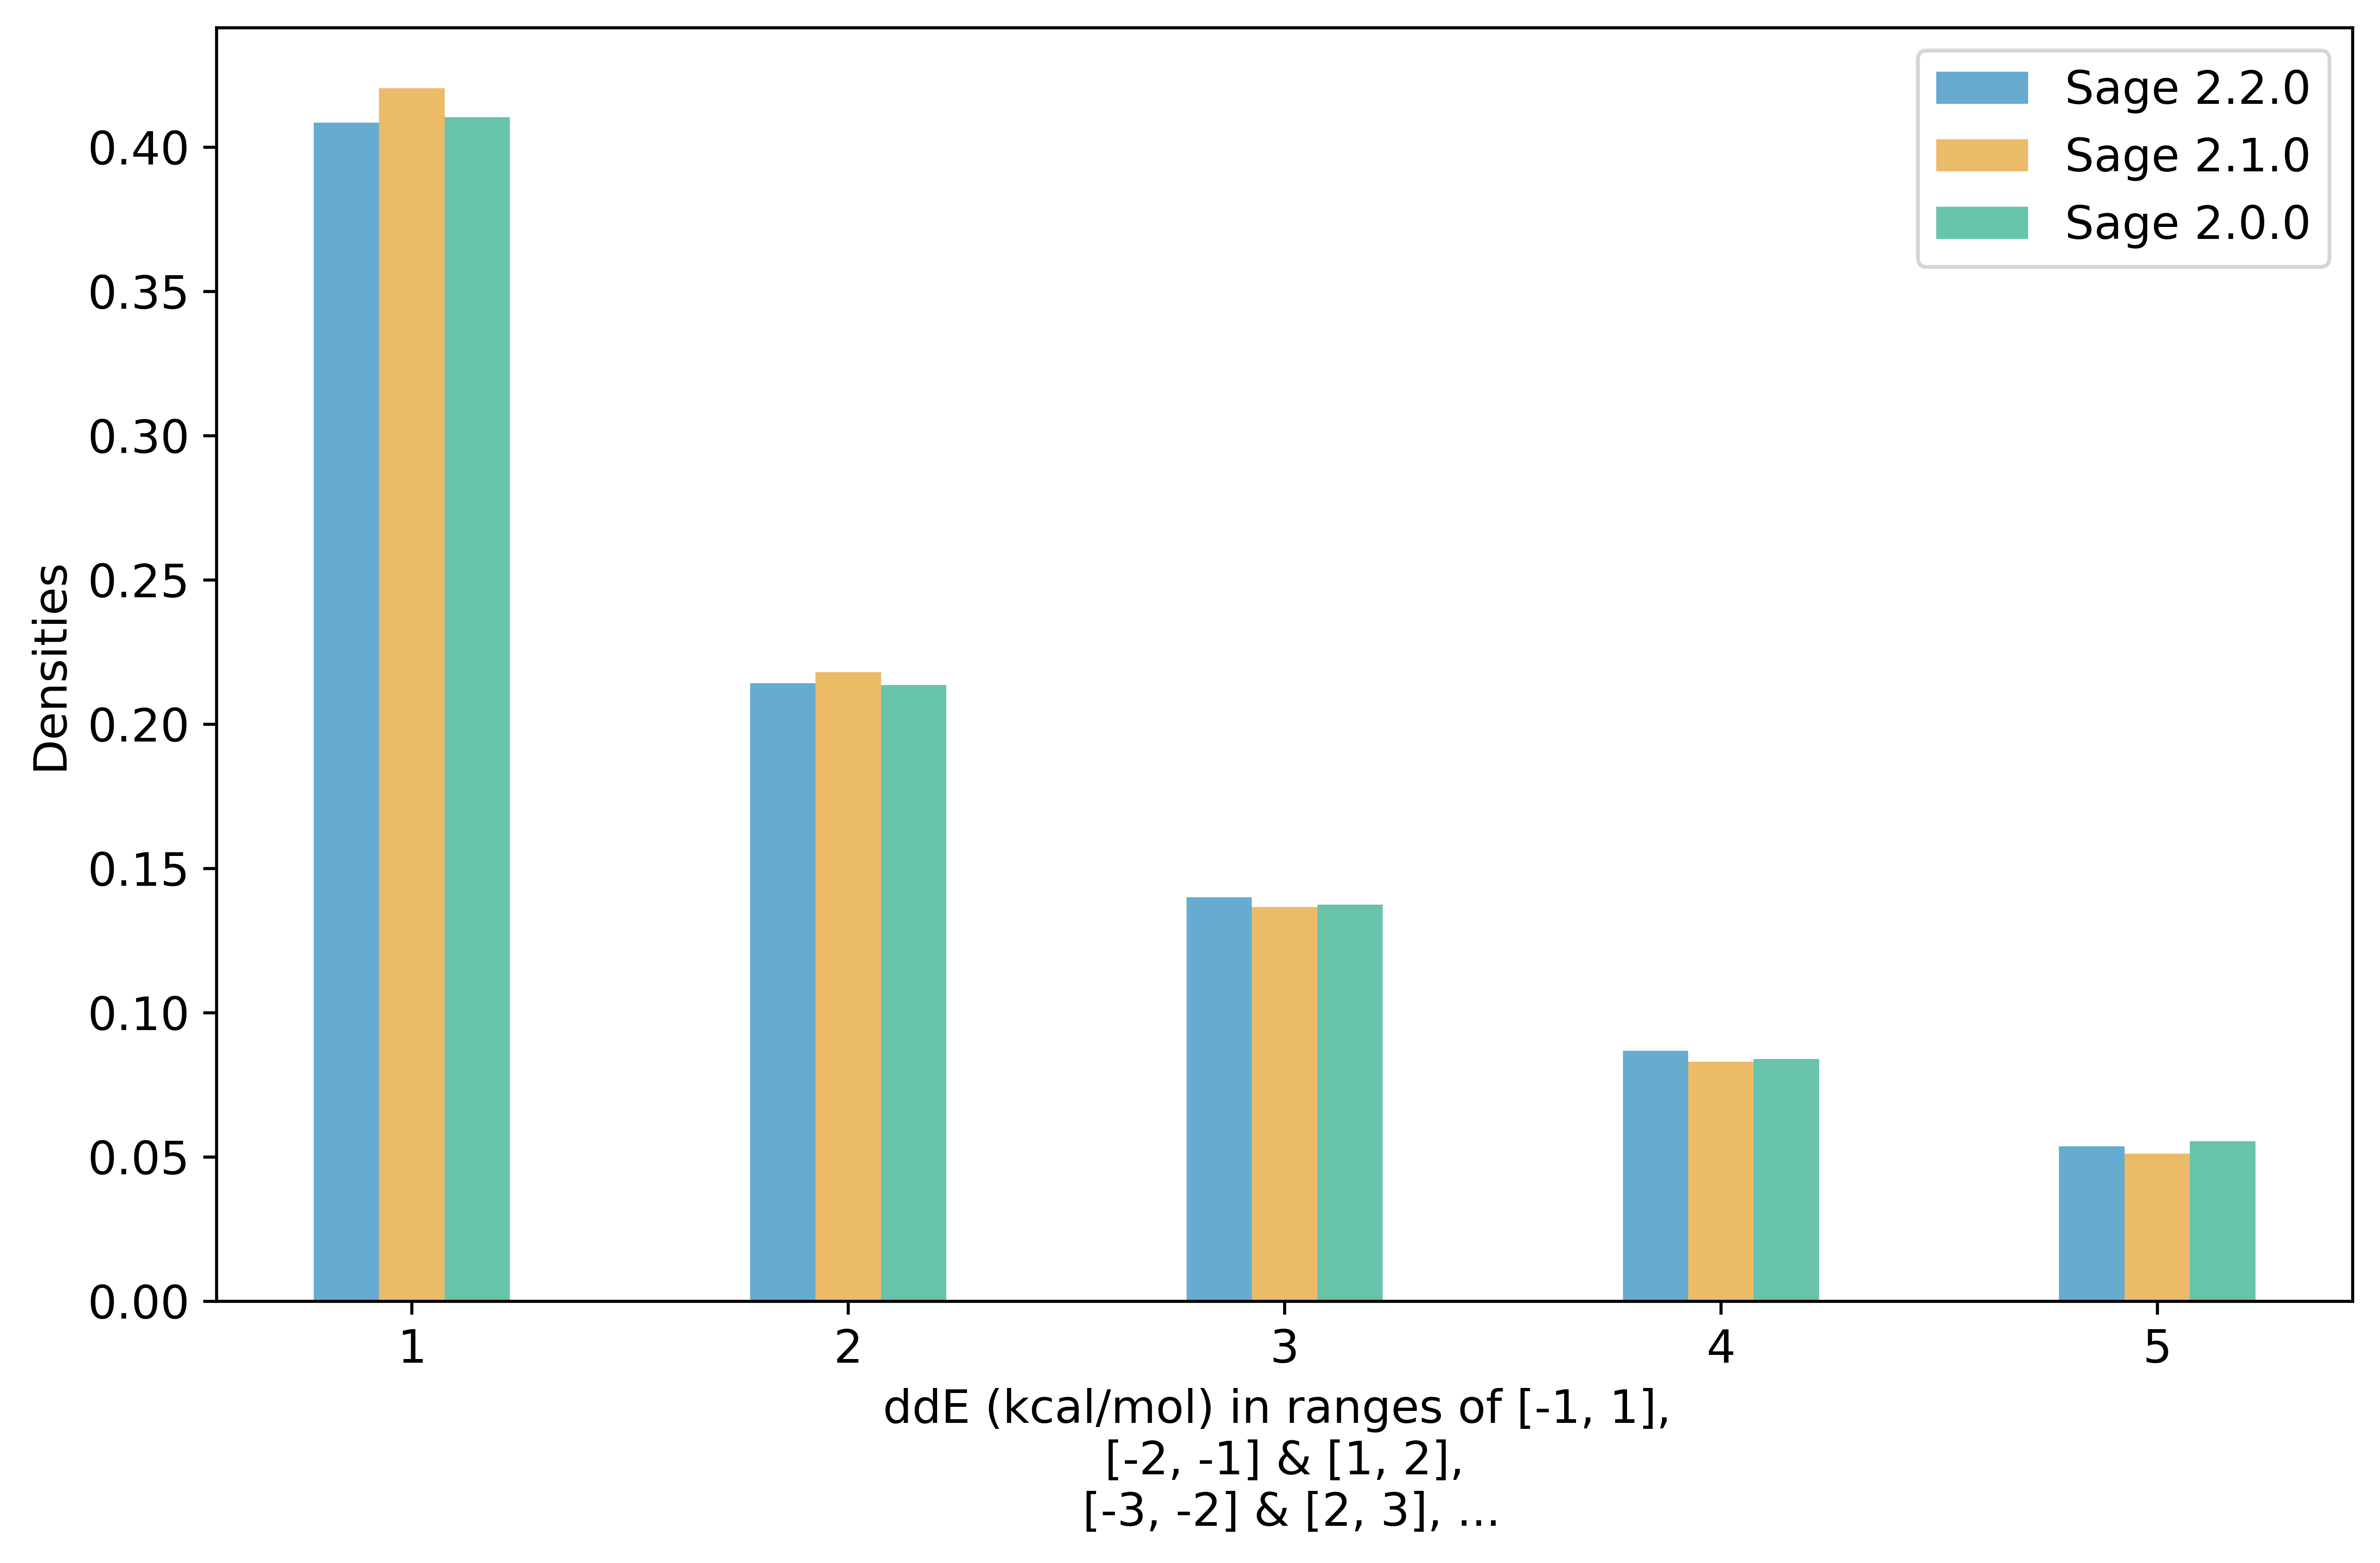 Sage 2.2.0
Sage 2.1.0
Sage 2.0.0
Densities
0.40
0.35
0.30
0.25
0.20
0.15
0.10
0.05
0.00
1 2 3 4 5
ddE (kcal/mol) in ranges of [-1, 1],
[-2, -1] & [1, 2],
[-3, -2] & [2, 3], ...